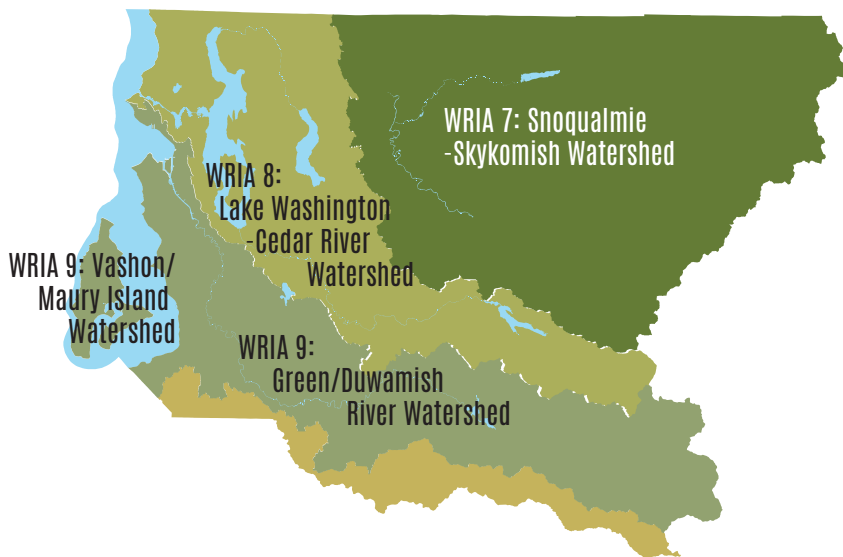 WRIA 7: Snoqualmie
-Skykomish Watershed
WRIA 8:
Lake Washington
-Cedar River
Watershed
WRIA 9: Vashon/
Maury Island
Watershed
WRIA 9:
Green/Duwamish
River Watershed